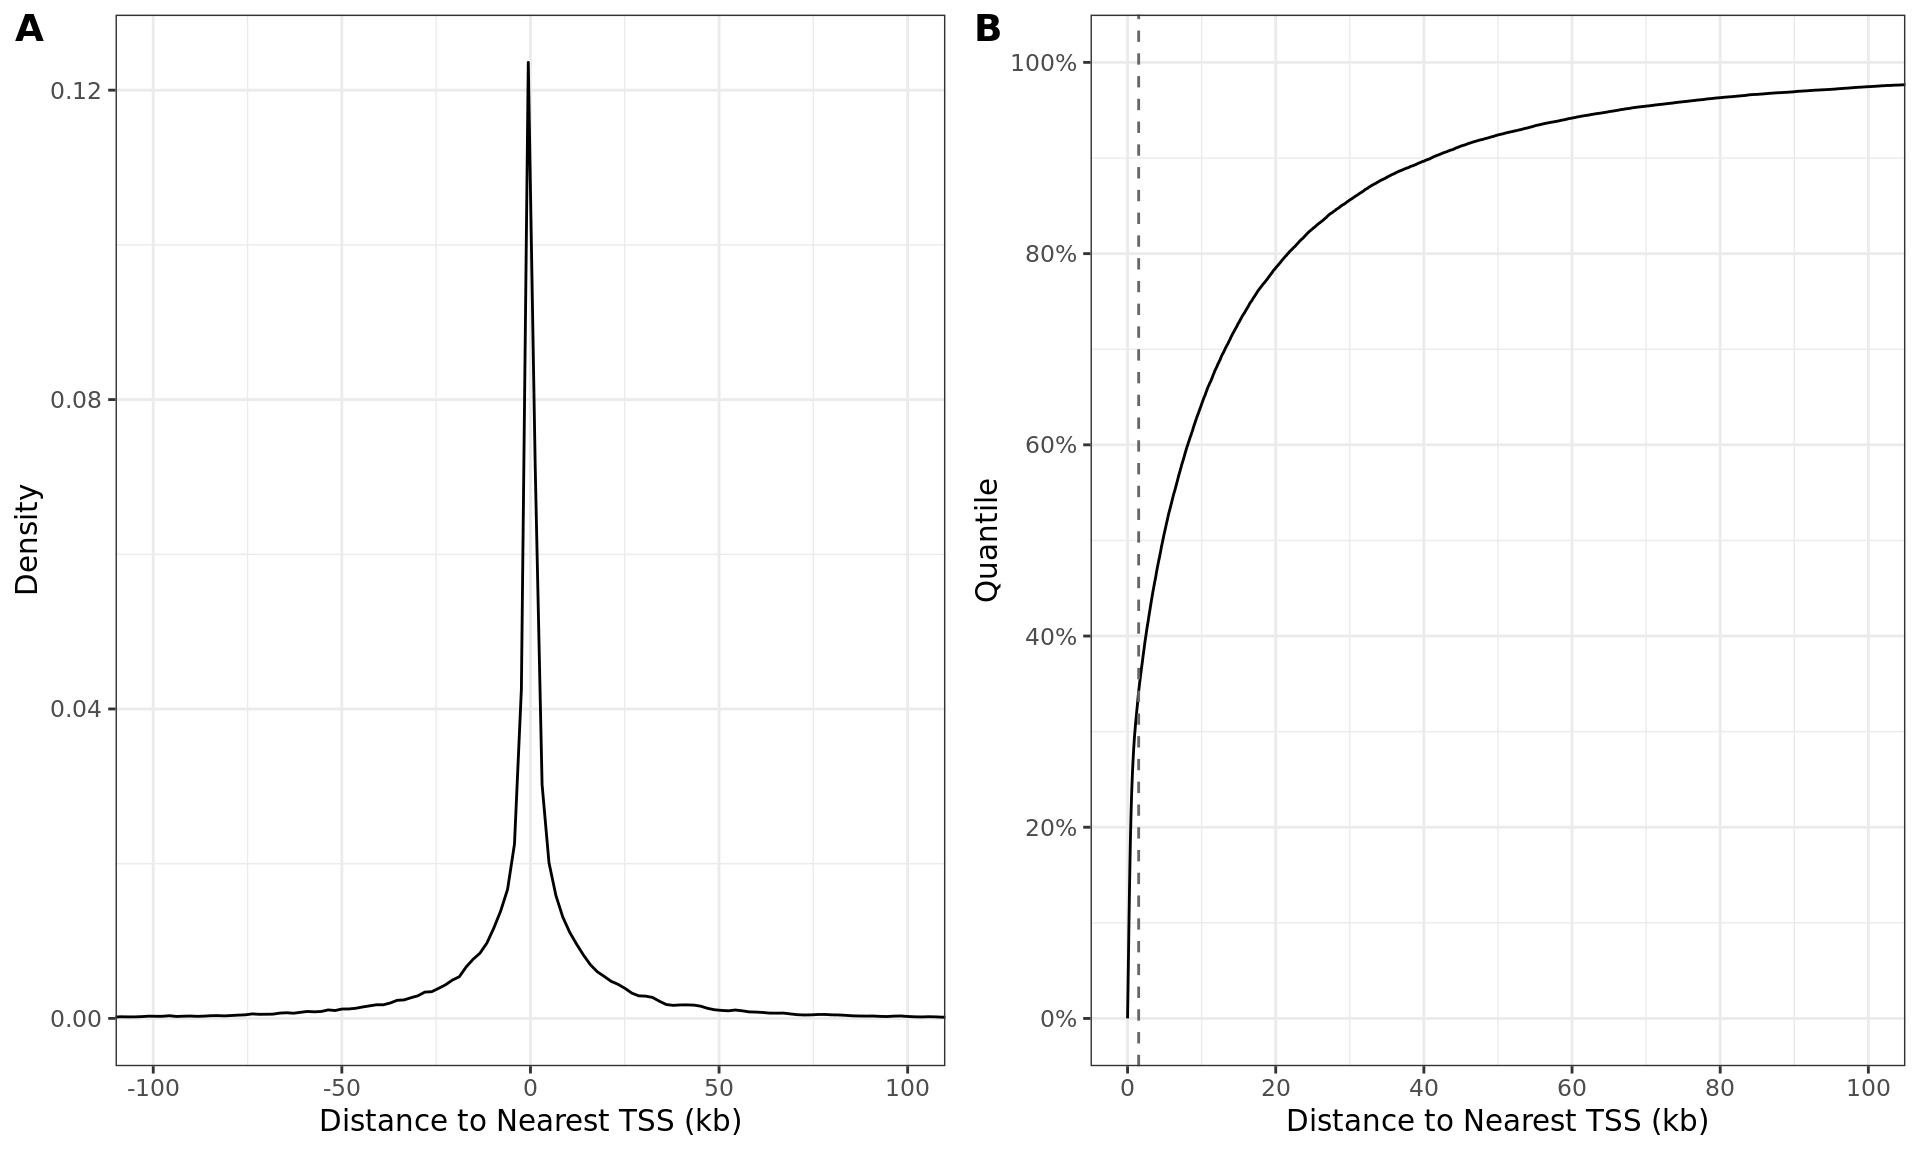 A
Density
0.12
0.08
0.04
0.00
-100 -50 0 50 100
Distance to Nearest TSS (kb)
B
Quantile
100%
80%
60%
40%
20%
0%
0 20 40 60 80 100
Distance to Nearest TSS (kb)